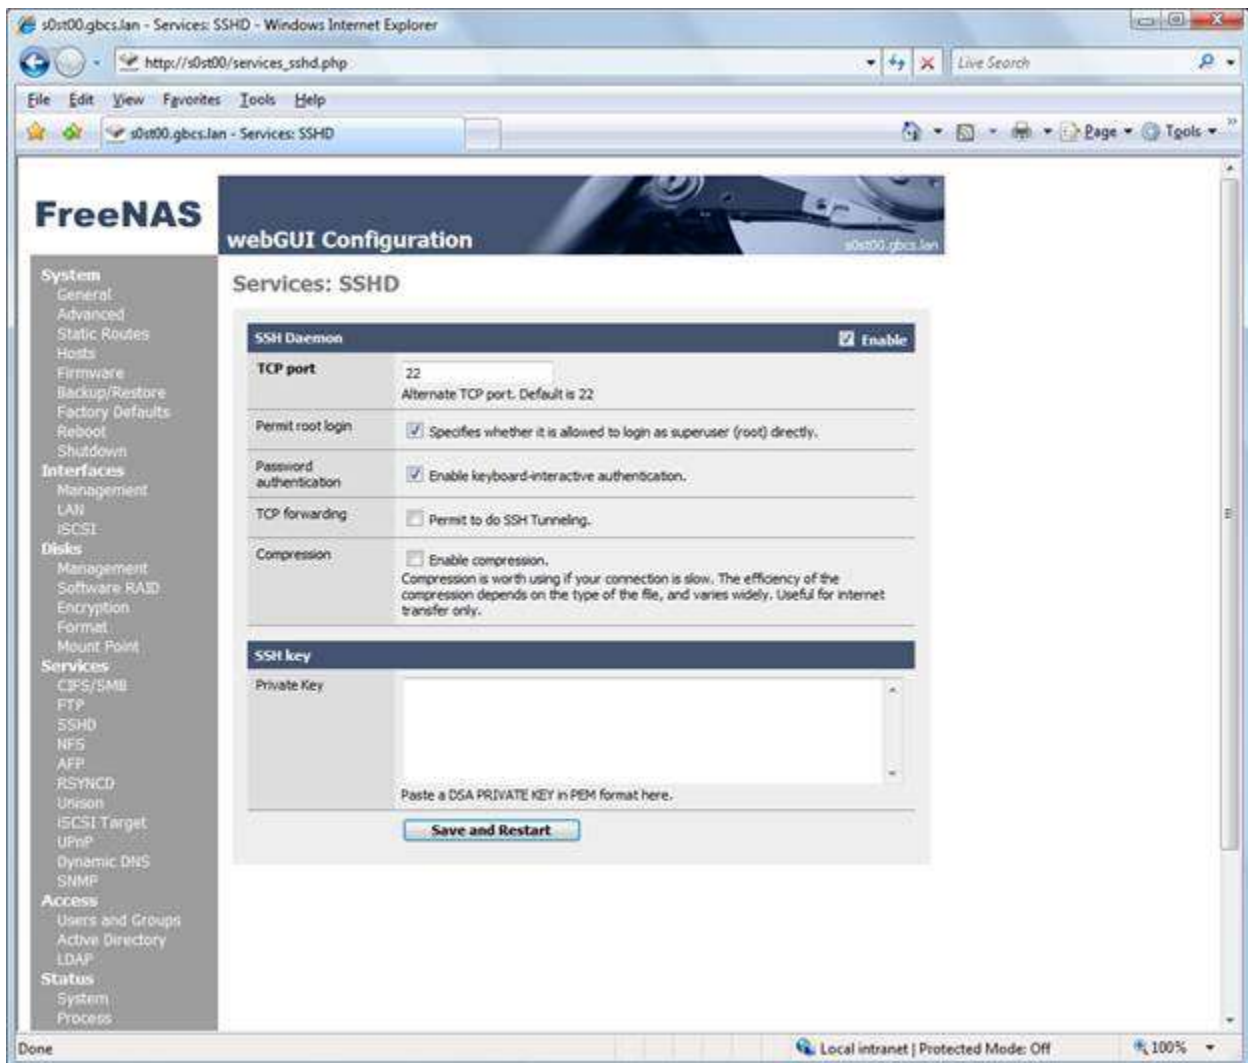 s0st00.gbcs.lan - Services: SSHD - Windows Internet Explorer
http://s0st00/services_sshd.php
Live Search
File Edit View Favorites Tools Help
s0st00.gbcs.lan - Services: SSHD
Page Tools
FreeNAS
webGUI Configuration
s0st00.gbcs.lan
System
General
Advanced
Static Routes
Hosts
Firmware
Backup/Restore
Factory Defaults
Reboot
Shutdown
Interfaces
Management
LAN
iSCSI
Disks
Management
Software RAID
Encryption
Format
Mount Point
Services
CIFS/SMB
FTP
SSHD
NFS
AFP
RSYNCD
Unison
iSCSI Target
UPnP
Dynamic DNS
SNMP
Access
Users and Groups
Active Directory
LDAP
Status
System
Process
Services: SSHD
SSH Daemon
Enable
TCP port
22
Alternate TCP port. Default is 22
Permit root login
Specifies whether it is allowed to login as superuser (root) directly.
Password
authentication
Enable keyboard-interactive authentication.
TCP forwarding
Permit to do SSH Tunneling.
Compression
Enable compression.
Compression is worth using if your connection is slow. The efficiency of the
compression depends on the type of the file, and varies widely. Useful for internet
transfer only.
SSH key
Private Key
Paste a DSA PRIVATE KEY in PEM format here.
Save and Restart
Done
Local intranet | Protected Mode: Off
100%